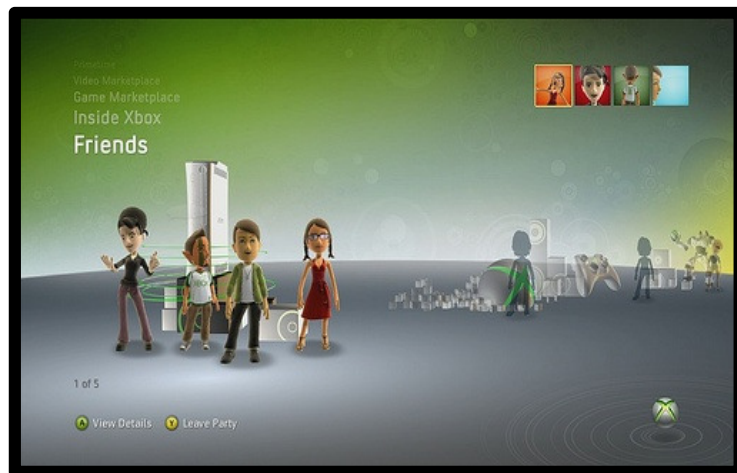 Primetime
Video Marketplace
Game Marketplace
Inside Xbox
Friends
1 of 5
A View Details Y Leave Party